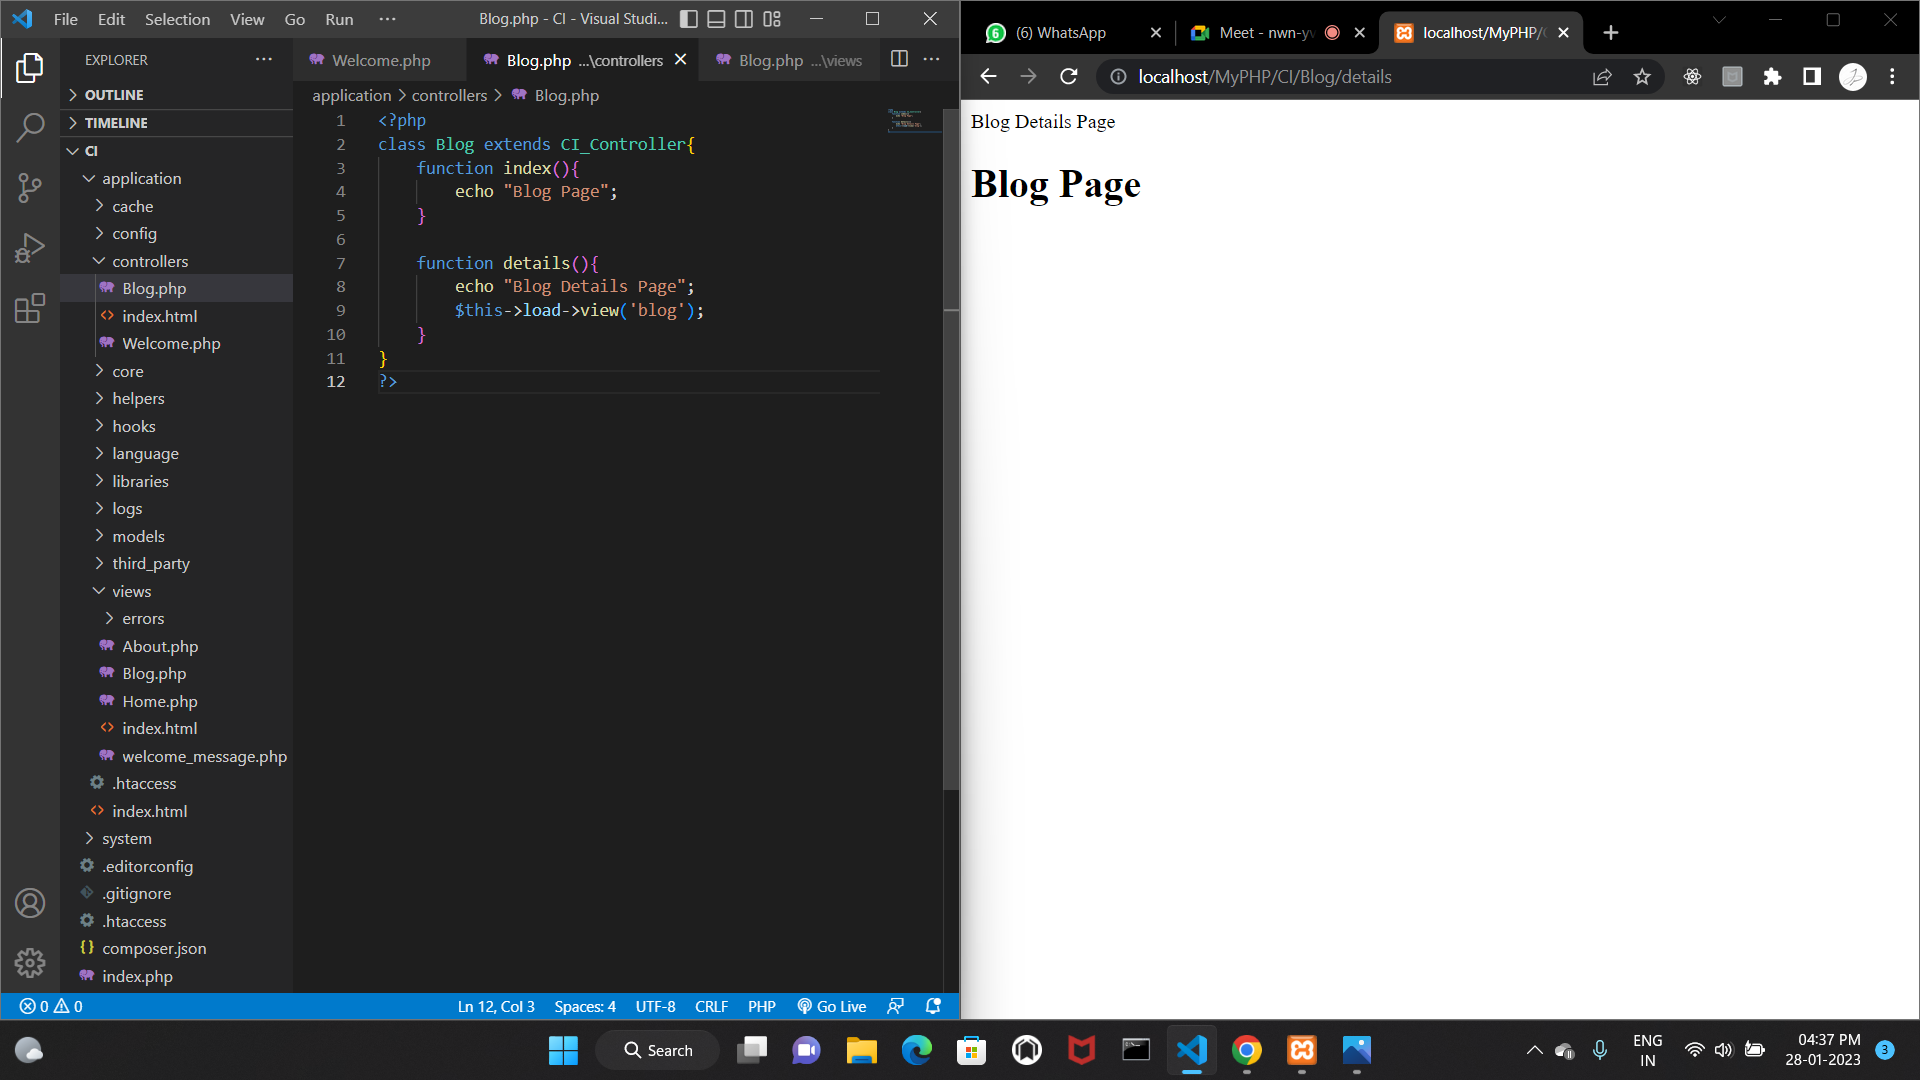 File Edit Selection View Go Run ··· Blog.php - CI - Visual Studi...
EXPLORER ···
OUTLINE
TIMELINE
CI
application
cache
config
controllers
Blog.php
index.html
Welcome.php
core
helpers
hooks
language
libraries
logs
models
third_party
views
errors
About.php
Blog.php
Home.php
index.html
welcome_message.php
.htaccess
index.html
system
.editorconfig
.gitignore
.htaccess
composer.json
index.php
Welcome.php Blog.php ...\controllers Blog.php ...\views
application > controllers > Blog.php
1 <?php
2 class Blog extends CI_Controller{
3 function index(){
4 echo "Blog Page";
5 }
6
7 function details(){
8 echo "Blog Details Page";
9 $this->load->view('blog');
10 }
11 }
12 ?>
0 0 Ln 12, Col 3 Spaces: 4 UTF-8 CRLF PHP Go Live
6 (6) WhatsApp Meet - nwn-yv localhost/MyPHP/C
localhost/MyPHP/CI/Blog/details
Blog Details Page
Blog Page
Search
ENG
IN
04:37 PM
28-01-2023
3